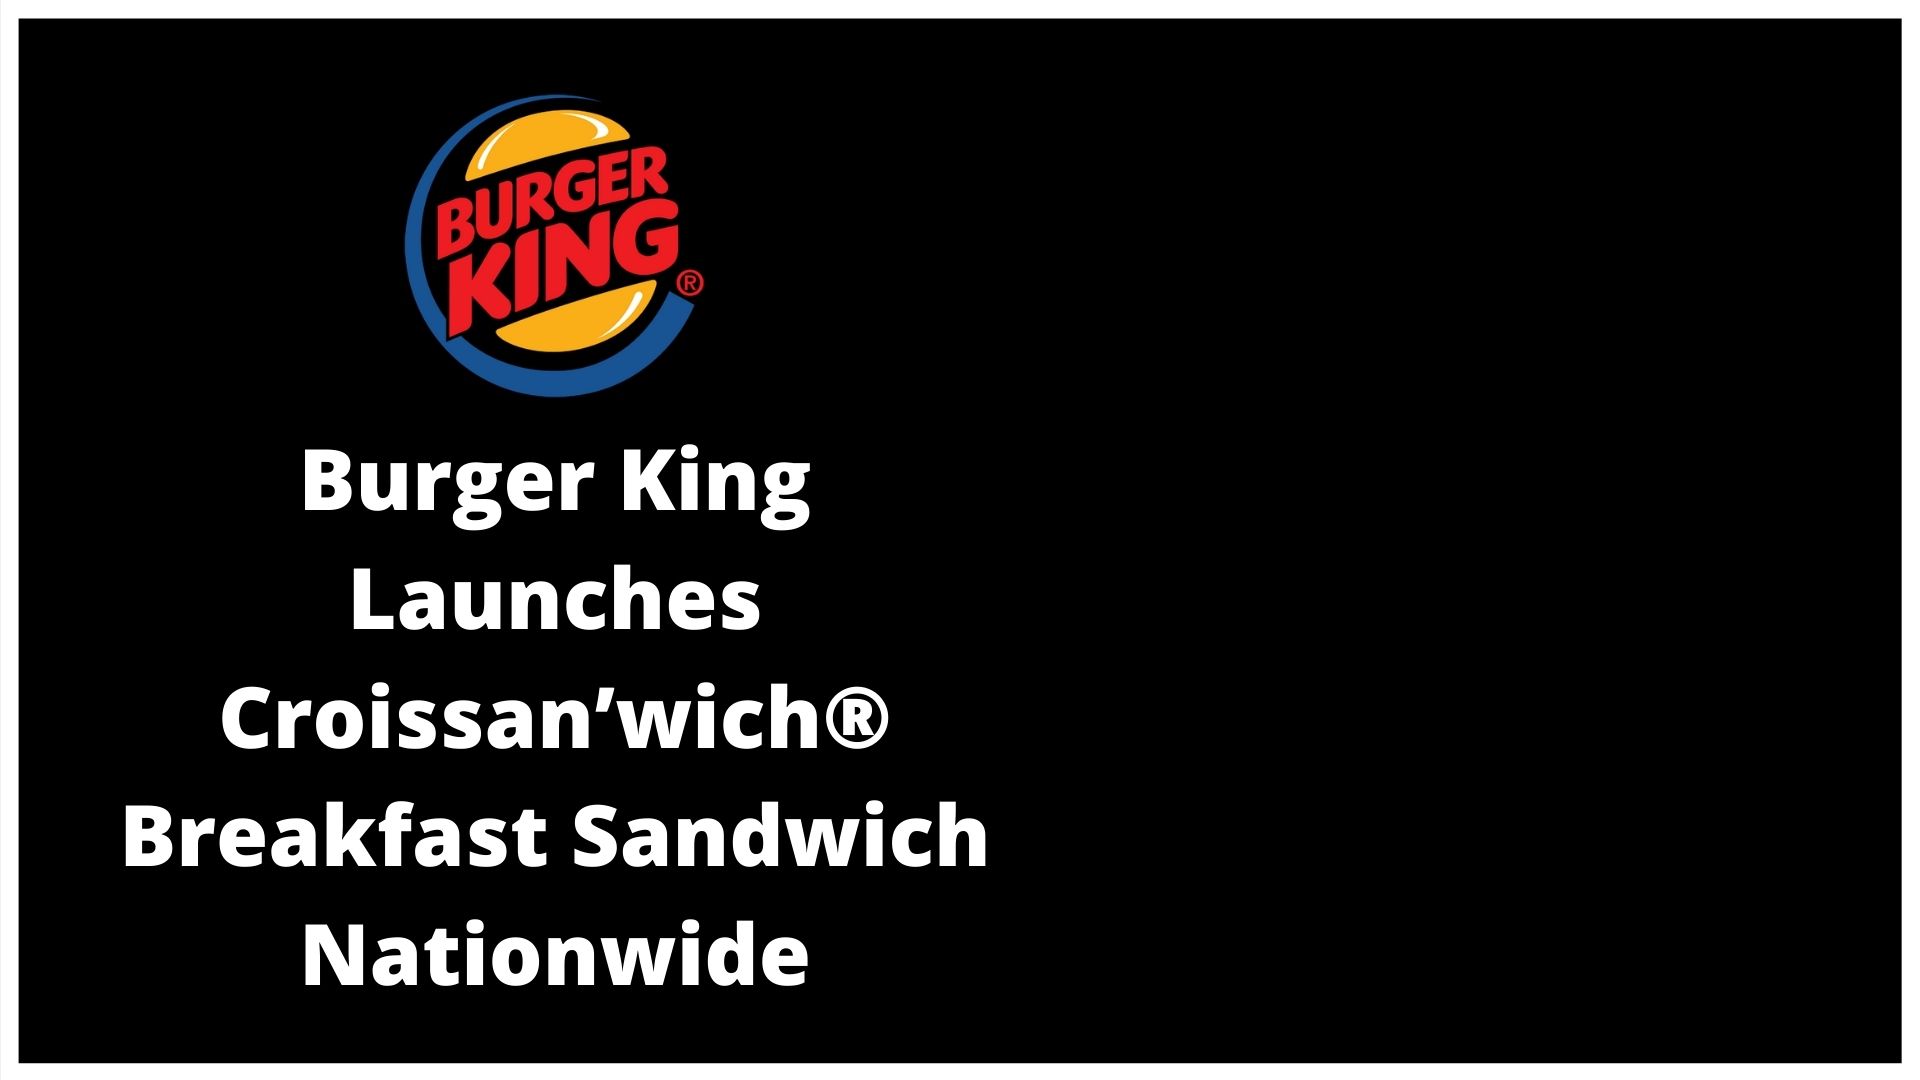 BURGER
KING®
Burger King
Launches
Croissan’wich®
Breakfast Sandwich
Nationwide